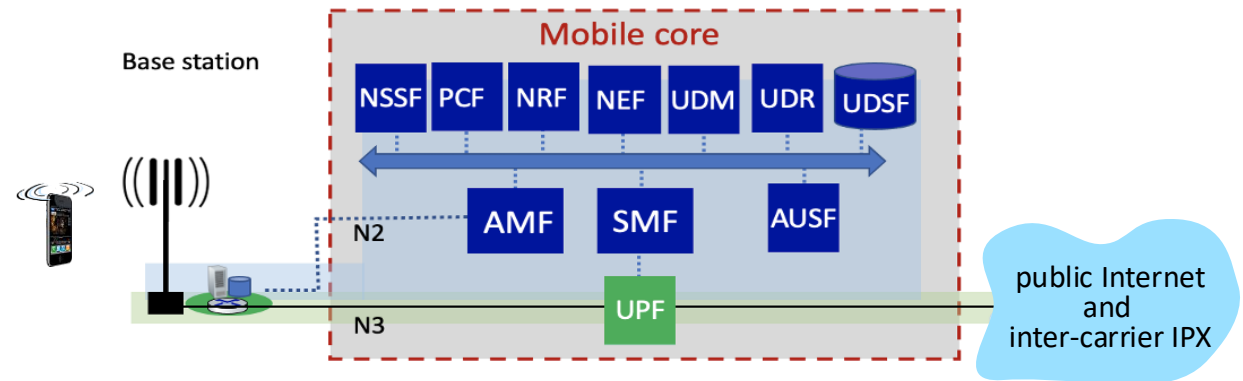 Mobile core
Base station
NSSF
PCF
NRF
NEF
UDM
UDR
UDSF
AMF
SMF
AUSF
N2
UPF
N3
public Internet
and
inter-carrier IPX